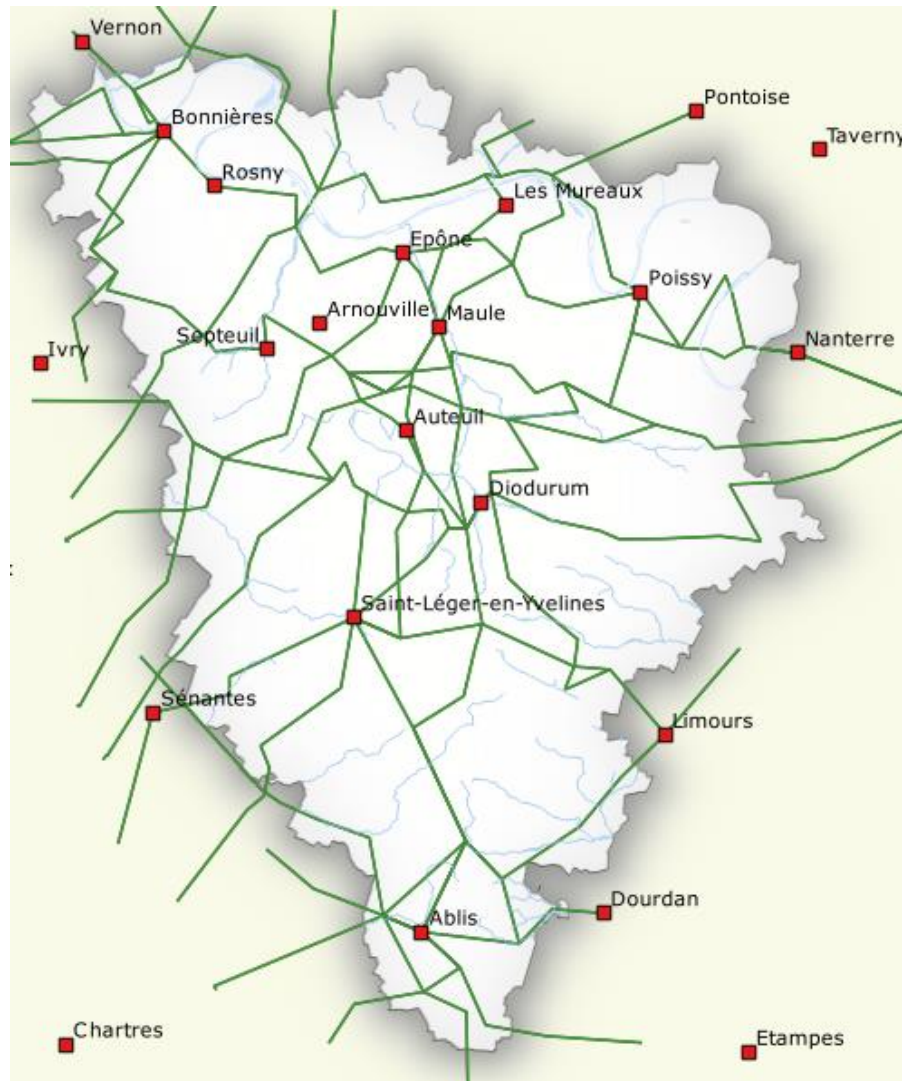 Vernon
Pontoise
Bonnières
Taverny
Rosny
Les Mureaux
Epône
Poissy
Arnouville
Maule
Septeuil
Nanterre
Ivry
Auteuil
Diodurum
Saint-Léger-en-Yvelines
Sénantes
Limours
Dourdan
Ablis
Chartres
Etampes